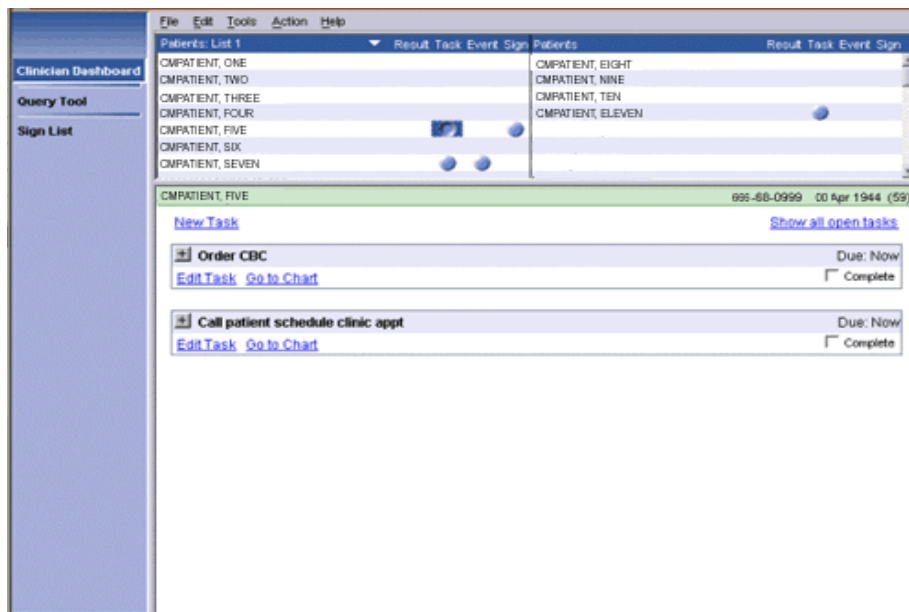 File Edit Tools Action Help
Patients: List 1 Result Task Event Sign Patients Result Task Event Sign
Clinician Dashboard
Query Tool
Sign List
CMPATIENT, ONE
CMPATIENT, TWO
CMPATIENT, THREE
CMPATIENT, FOUR
CMPATIENT, FIVE
CMPATIENT, SIX
CMPATIENT, SEVEN
CMPATIENT, EIGHT
CMPATIENT, NINE
CMPATIENT, TEN
CMPATIENT, ELEVEN
CMPATIENT, FIVE 00 Apr 1944 (59)
New Task Show all open tasks
Order CBC Due: Now
Edit Task Go to Chart Complete
Call patient schedule clinic appt Due: Now
Edit Task Go to Chart Complete